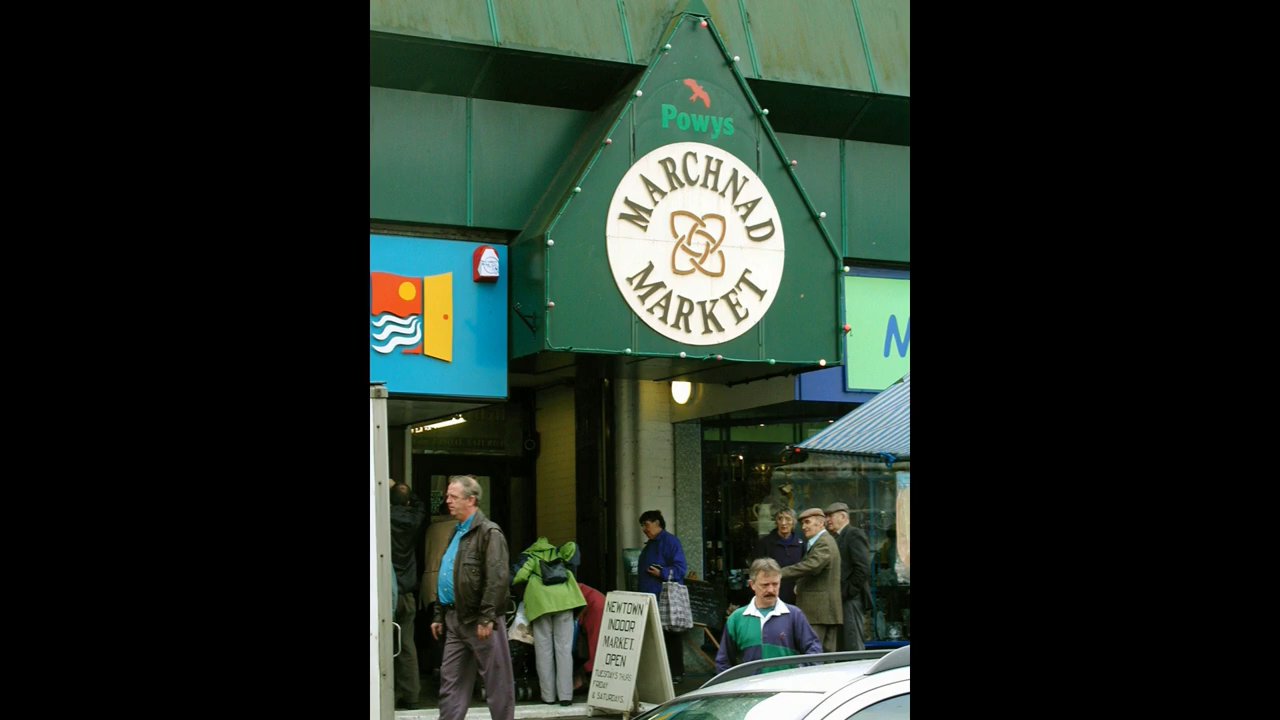 Powys
MARCHNAD
MARKET
NEWTOWN
INDOOR
MARKET
OPEN
TUESDAYS THURS
FRIDAY
& SATURDAYS